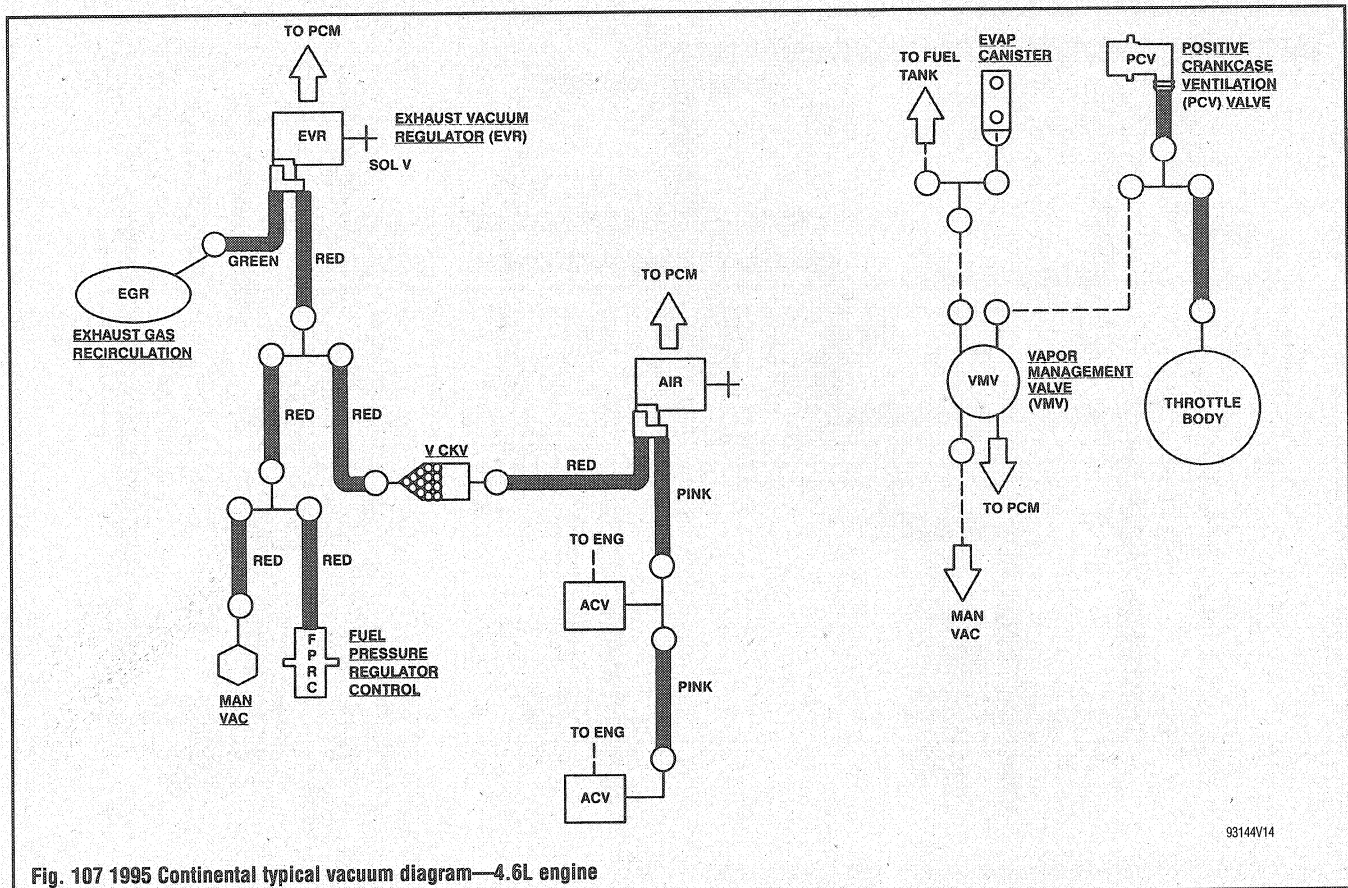 TO PCM
EVR
EXHAUST VACUUM
REGULATOR (EVR)
SOL V
GREEN
RED
EGR
EXHAUST GAS
RECIRCULATION
RED
RED
V CKV
RED
RED
RED
MAN
VAC
F
P
R
C
FUEL
PRESSURE
REGULATOR
CONTROL
TO PCM
AIR
PINK
TO ENG
ACV
PINK
TO ENG
ACV
TO FUEL
TANK
EVAP
CANISTER
PCV
POSITIVE
CRANKCASE
VENTILATION
(PCV) VALVE
VMV
VAPOR
MANAGEMENT
VALVE
(VMV)
THROTTLE
BODY
TO PCM
MAN
VAC
93144V14
Fig. 107 1995 Continental typical vacuum diagram—4.6L engine